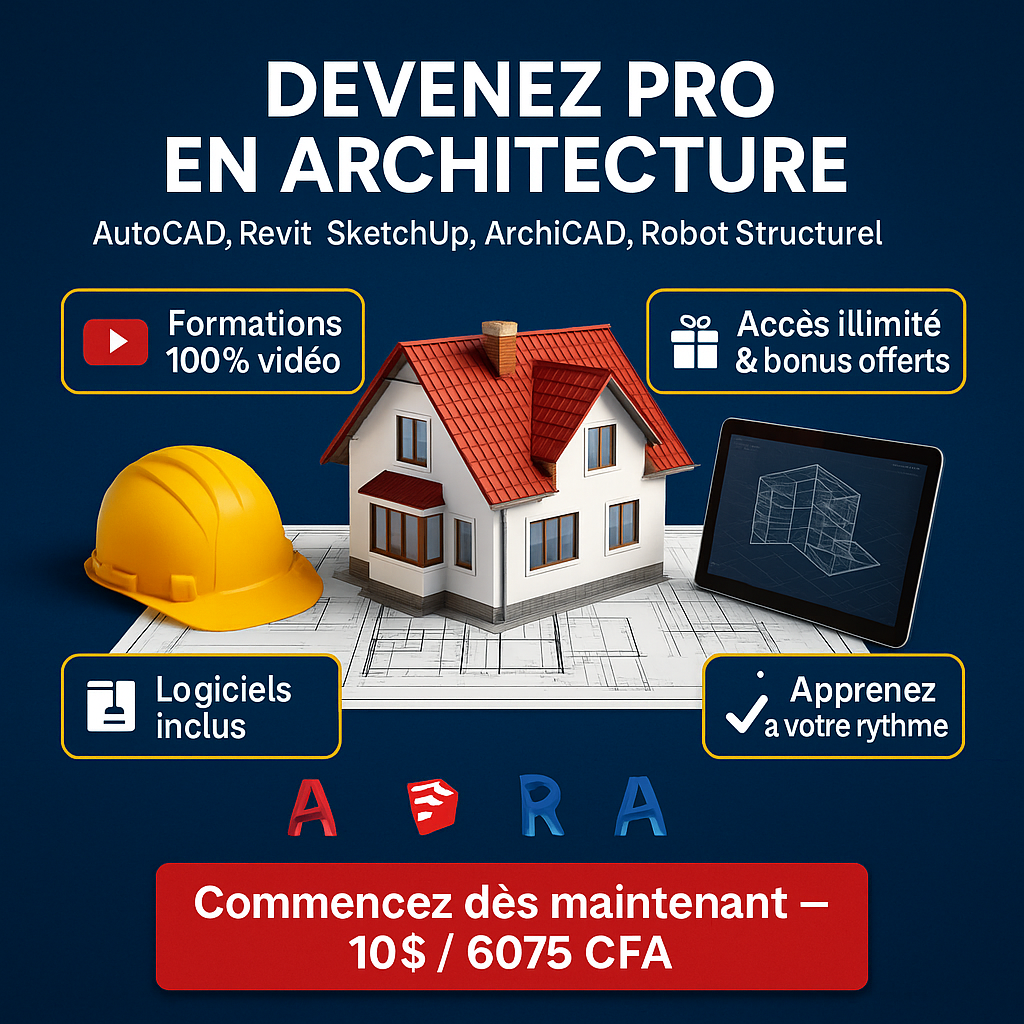 DEVENEZ PRO
EN ARCHITECTURE
AutoCAD, Revit SketchUp, ArchiCAD, Robot Structurel
Formations
100% vidéo
Accès illimité
& bonus offerts
Logiciels
inclus
Apprenez
a votre rythme
A R A
Commencez dès maintenant –
10$ / 6075 CFA